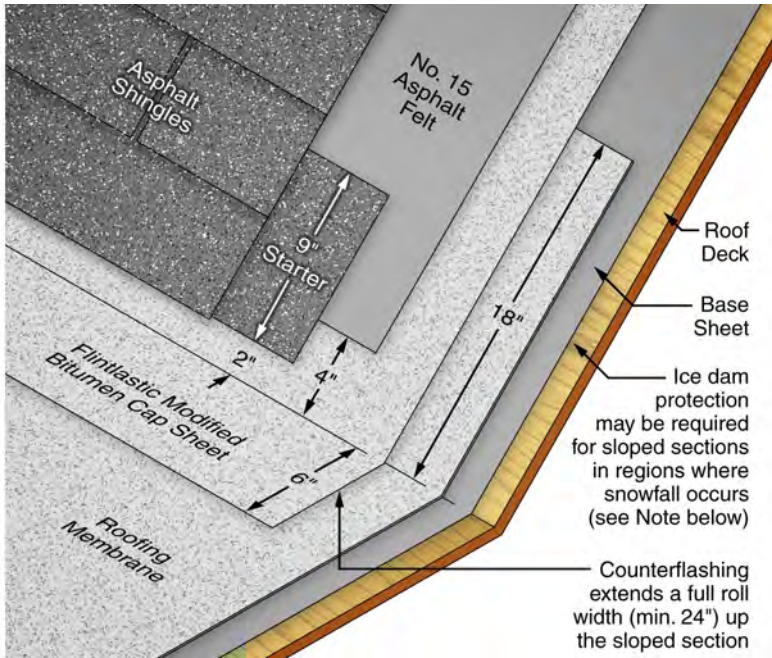 Asphalt
Shingles
No. 15
Asphalt
Felt
9"
Starter
18"
2"
4"
6"
Flintlastic Modified
Bitumen Cap Sheet
Roofing
Membrane
Roof
Deck
Base
Sheet
Ice dam
protection
may be required
for sloped sections
in regions where
snowfall occurs
(see Note below)
Counterflashing
extends a full roll
width (min. 24") up
the sloped section